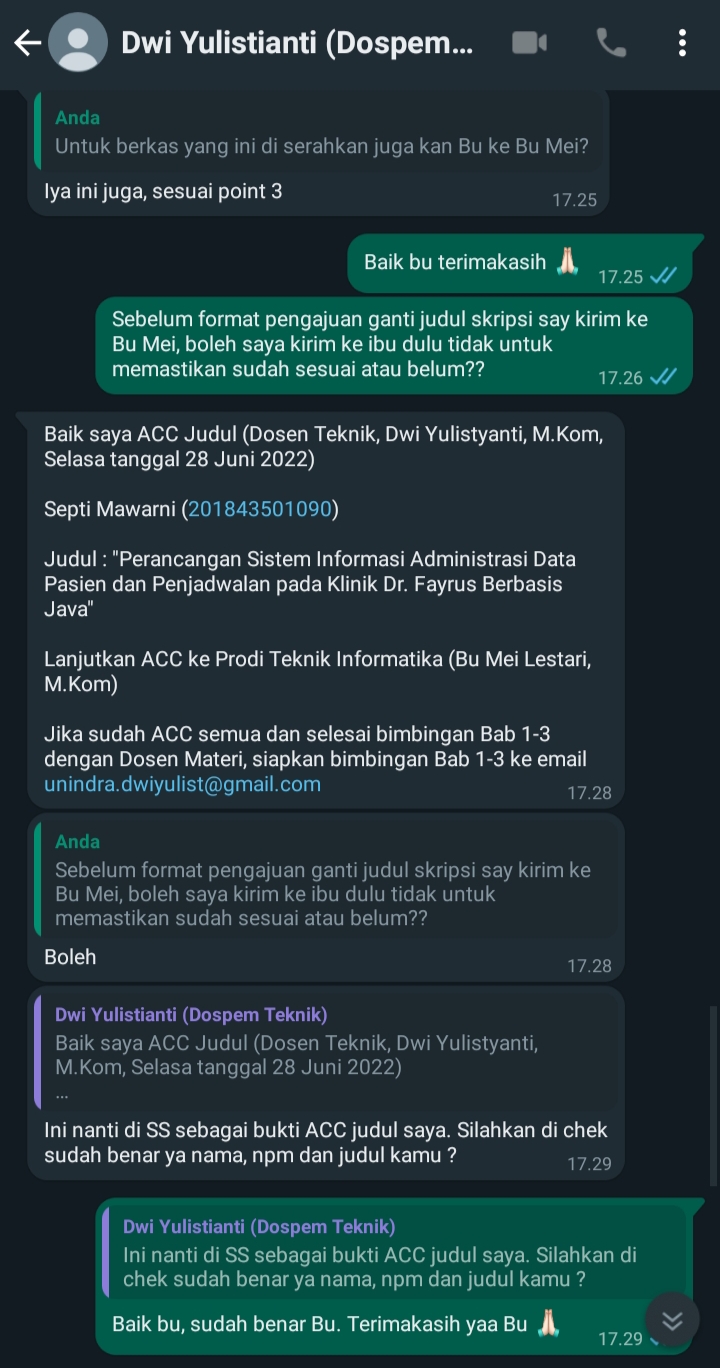 Dwi Yulistianti (Dospem...
Anda
Untuk berkas yang ini di serahkan juga kan Bu ke Bu Mei?
Iya ini juga, sesuai point 3
17.25
Baik bu terimakasih 🙏🏻
17.25
Sebelum format pengajuan ganti judul skripsi say kirim ke
Bu Mei, boleh saya kirim ke ibu dulu tidak untuk
memastikan sudah sesuai atau belum??
17.26
Baik saya ACC Judul (Dosen Teknik, Dwi Yulistyanti, M.Kom,
Selasa tanggal 28 Juni 2022)
Septi Mawarni (201843501090)
Judul : "Perancangan Sistem Informasi Administrasi Data
Pasien dan Penjadwalan pada Klinik Dr. Fayrus Berbasis
Java"
Lanjutkan ACC ke Prodi Teknik Informatika (Bu Mei Lestari,
M.Kom)
Jika sudah ACC semua dan selesai bimbingan Bab 1-3
dengan Dosen Materi, siapkan bimbingan Bab 1-3 ke email
unindra.dwiyulist@gmail.com
17.28
Anda
Sebelum format pengajuan ganti judul skripsi say kirim ke
Bu Mei, boleh saya kirim ke ibu dulu tidak untuk
memastikan sudah sesuai atau belum??
Boleh
17.28
Dwi Yulistianti (Dospem Teknik)
Baik saya ACC Judul (Dosen Teknik, Dwi Yulistyanti,
M.Kom, Selasa tanggal 28 Juni 2022)
...
Ini nanti di SS sebagai bukti ACC judul saya. Silahkan di chek
sudah benar ya nama, npm dan judul kamu ?
17.29
Dwi Yulistianti (Dospem Teknik)
Ini nanti di SS sebagai bukti ACC judul saya. Silahkan di
chek sudah benar ya nama, npm dan judul kamu ?
Baik bu, sudah benar Bu. Terimakasih yaa Bu 🙏🏻
17.29